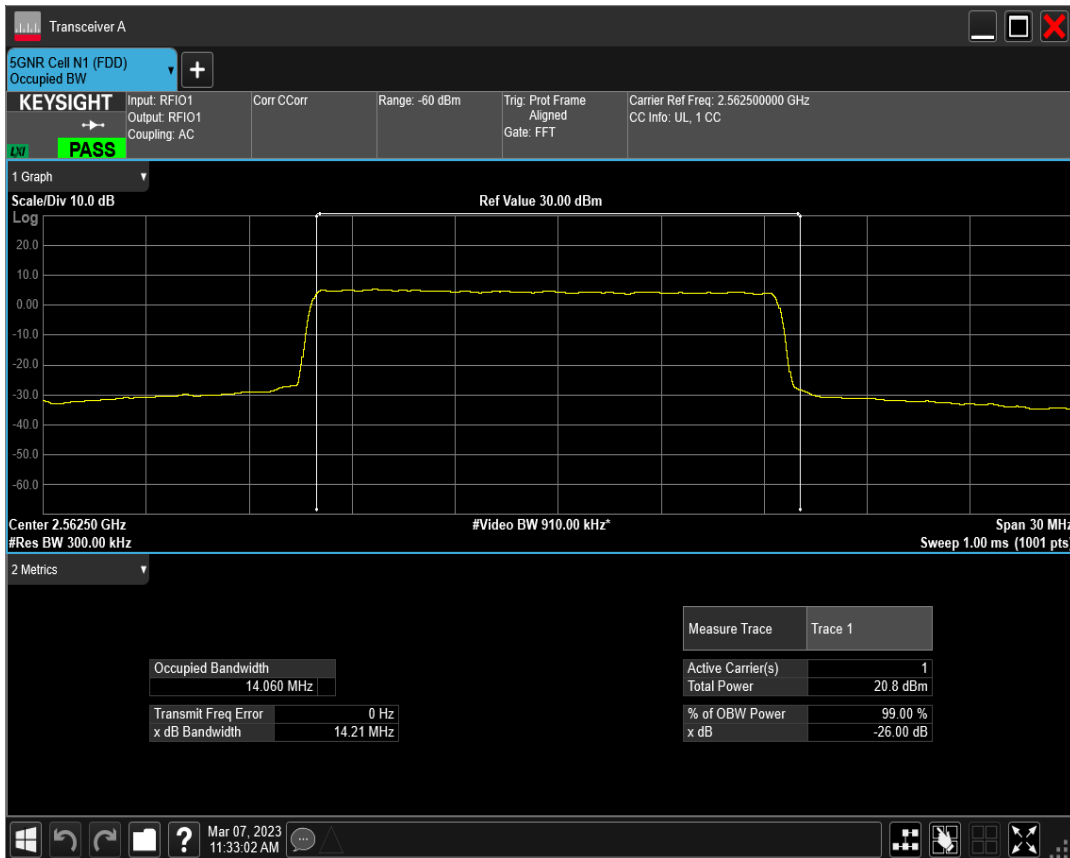 Transceiver A
5GNR Cell N1 (FDD)
Occupied BW
+
KEYSIGHT
LXI
PASS
Input: RFIO1
Output: RFIO1
Coupling: AC
Corr CCorr
Range: -60 dBm
Trig: Prot Frame
Aligned
Gate: FFT
Carrier Ref Freq: 2.562500000 GHz
CC Info: UL, 1 CC
1 Graph
Scale/Div 10.0 dB
Ref Value 30.00 dBm
Log
20.0
10.0
0.00
-10.0
-20.0
-30.0
-40.0
-50.0
-60.0
Center 2.56250 GHz
#Video BW 910.00 kHz*
Span 30 MHz
#Res BW 300.00 kHz
Sweep 1.00 ms (1001 pts)
2 Metrics
Measure Trace Trace 1
Occupied Bandwidth
14.060 MHz
Active Carrier(s) 1
Total Power 20.8 dBm
Transmit Freq Error 0 Hz
x dB Bandwidth 14.21 MHz
% of OBW Power 99.00 %
x dB -26.00 dB
?
Mar 07, 2023
11:33:02 AM